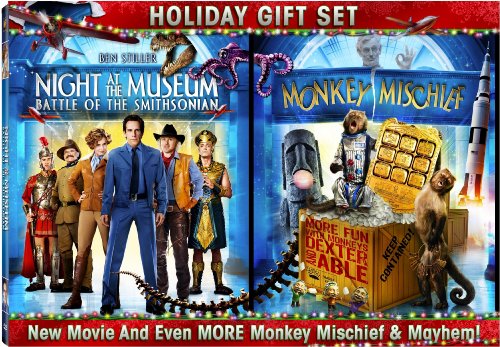 HOLIDAY GIFT SET
BEN STILLER
NIGHT AT THE MUSEUM
BATTLE OF THE SMITHSONIAN
MONKEY MISCHIEF
MORE FUN
WITH MONKEYS
DEXTER
AND ABLE
KEEP
CONTAINED!
New Movie And Even MORE Monkey Mischief & Mayhem!